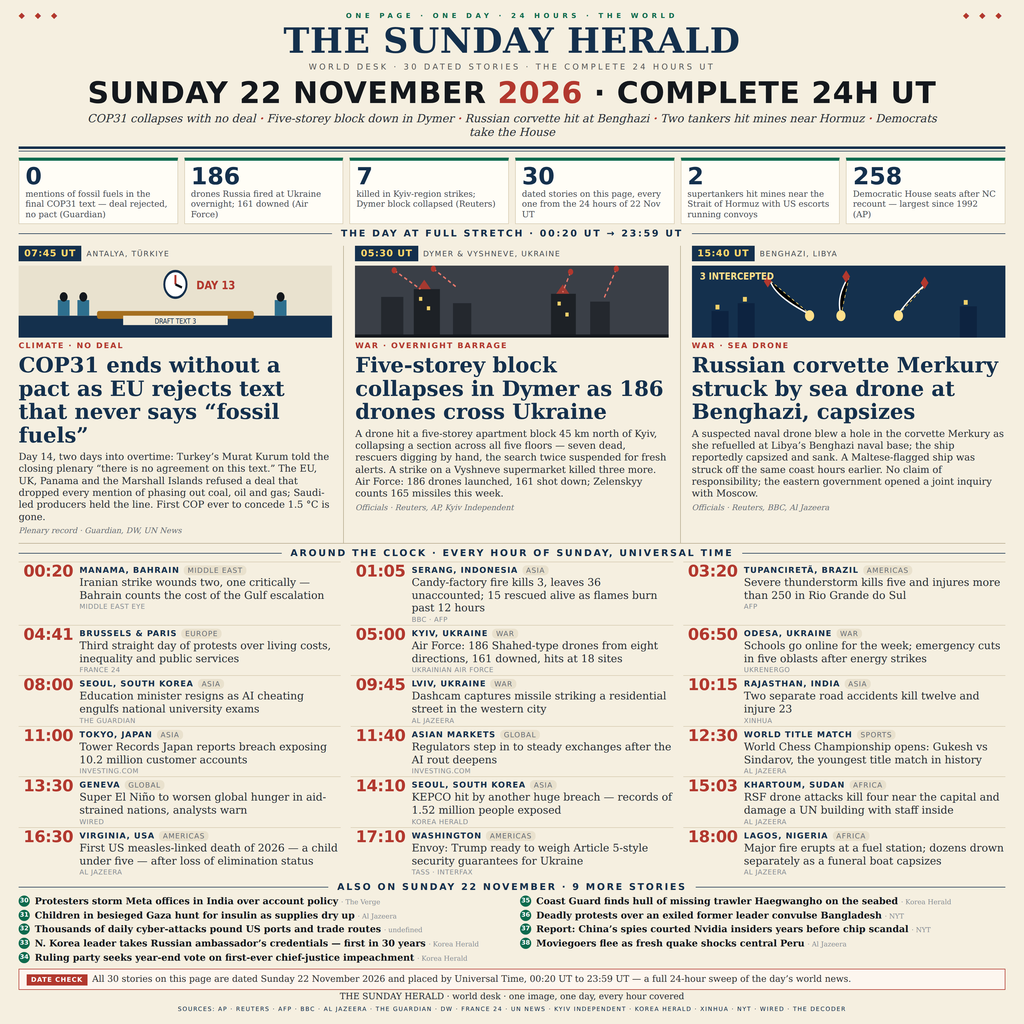 ONE PAGE · ONE DAY · 24 HOURS · THE WORLD
THE SUNDAY HERALD
WORLD DESK · 30 DATED STORIES · THE COMPLETE 24 HOURS UT
SUNDAY 22 NOVEMBER 2026 · COMPLETE 24H UT
COP31 collapses with no deal · Five-storey block down in Dymer · Russian corvette hit at Benghazi · Two tankers hit mines near Hormuz · Democrats
take the House
0
mentions of fossil fuels in the
final COP31 text — deal rejected,
no pact (Guardian)
186
drones Russia fired at Ukraine
overnight; 161 downed (Air
Force)
7
killed in Kyiv-region strikes;
Dymer block collapsed (Reuters)
30
dated stories on this page, every
one from the 24 hours of 22 Nov
UT
2
supertankers hit mines near the
Strait of Hormuz with US escorts
running convoys
258
Democratic House seats after NC
recount — largest since 1992
(AP)
THE DAY AT FULL STRETCH · 00:20 UT → 23:59 UT
07:45 UT ANTALYA, TÜRKIYE
DAY 13
DRAFT TEXT 3
CLIMATE · NO DEAL
COP31 ends without a
pact as EU rejects text
that never says “fossil
fuels”
Day 14, two days into overtime: Turkey’s Murat Kurum told the
closing plenary “there is no agreement on this text.” The EU,
UK, Panama and the Marshall Islands refused a deal that
dropped every mention of phasing out coal, oil and gas; Saudi-
led producers held the line. First COP ever to concede 1.5 °C is
gone.
Plenary record · Guardian, DW, UN News
05:30 UT DYMER & VYSHNEVE, UKRAINE
WAR · OVERNIGHT BARRAGE
Five-storey block
collapses in Dymer as 186
drones cross Ukraine
A drone hit a five-storey apartment block 45 km north of Kyiv,
collapsing a section across all five floors — seven dead,
rescuers digging by hand, the search twice suspended for fresh
alerts. A strike on a Vyshneve supermarket killed three more.
Air Force: 186 drones launched, 161 shot down; Zelenskyy
counts 165 missiles this week.
Officials · Reuters, AP, Kyiv Independent
15:40 UT BENGHAZI, LIBYA
3 INTERCEPTED
WAR · SEA DRONE
Russian corvette Merkury
struck by sea drone at
Benghazi, capsizes
A suspected naval drone blew a hole in the corvette Merkury as
she refuelled at Libya’s Benghazi naval base; the ship
reportedly capsized and sank. A Maltese-flagged ship was
struck off the same coast hours earlier. No claim of
responsibility; the eastern government opened a joint inquiry
with Moscow.
Officials · Reuters, BBC, Al Jazeera
AROUND THE CLOCK · EVERY HOUR OF SUNDAY, UNIVERSAL TIME
00:20 MANAMA, BAHRAIN MIDDLE EAST
Iranian strike wounds two, one critically —
Bahrain counts the cost of the Gulf escalation
MIDDLE EAST EYE
01:05 SERANG, INDONESIA ASIA
Candy-factory fire kills 3, leaves 36
unaccounted; 15 rescued alive as flames burn
past 12 hours
BBC · AFP
03:20 TUPANCIRETÃ, BRAZIL AMERICAS
Severe thunderstorm kills five and injures more
than 250 in Rio Grande do Sul
AFP
04:41 BRUSSELS & PARIS EUROPE
Third straight day of protests over living costs,
inequality and public services
FRANCE 24
05:00 KYIV, UKRAINE WAR
Air Force: 186 Shahed-type drones from eight
directions, 161 downed, hits at 18 sites
UKRAINIAN AIR FORCE
06:50 ODESA, UKRAINE WAR
Schools go online for the week; emergency cuts
in five oblasts after energy strikes
UKRENERGO
08:00 SEOUL, SOUTH KOREA ASIA
Education minister resigns as AI cheating
engulfs national university exams
THE GUARDIAN
09:45 LVIV, UKRAINE WAR
Dashcam captures missile striking a residential
street in the western city
AL JAZEERA
10:15 RAJASTHAN, INDIA ASIA
Two separate road accidents kill twelve and
injure 23
XINHUA
11:00 TOKYO, JAPAN ASIA
Tower Records Japan reports breach exposing
10.2 million customer accounts
INVESTING.COM
11:40 ASIAN MARKETS GLOBAL
Regulators step in to steady exchanges after the
AI rout deepens
INVESTING.COM
12:30 WORLD TITLE MATCH SPORTS
World Chess Championship opens: Gukesh vs
Sindarov, the youngest title match in history
AL JAZEERA
13:30 GENEVA GLOBAL
Super El Niño to worsen global hunger in aid-
strained nations, analysts warn
WIRED
14:10 SEOUL, SOUTH KOREA ASIA
KEPCO hit by another huge breach — records of
1.52 million people exposed
KOREA HERALD
15:03 KHARTOUM, SUDAN AFRICA
RSF drone attacks kill four near the capital and
damage a UN building with staff inside
AL JAZEERA
16:30 VIRGINIA, USA AMERICAS
First US measles-linked death of 2026 — a child
under five — after loss of elimination status
AL JAZEERA
17:10 WASHINGTON AMERICAS
Envoy: Trump ready to weigh Article 5-style
security guarantees for Ukraine
TASS · INTERFAX
18:00 LAGOS, NIGERIA AFRICA
Major fire erupts at a fuel station; dozens drown
separately as a funeral boat capsizes
AL JAZEERA
ALSO ON SUNDAY 22 NOVEMBER · 9 MORE STORIES
30 Protesters storm Meta offices in India over account policy · The Verge
31 Children in besieged Gaza hunt for insulin as supplies dry up · Al Jazeera
32 Thousands of daily cyber-attacks pound US ports and trade routes · undefined
33 N. Korea leader takes Russian ambassador’s credentials — first in 30 years · Korea Herald
34 Ruling party seeks year-end vote on first-ever chief-justice impeachment · Korea Herald
35 Coast Guard finds hull of missing trawler Haegwangho on the seabed · Korea Herald
36 Deadly protests over an exiled former leader convulse Bangladesh · NYT
37 Report: China’s spies courted Nvidia insiders years before chip scandal · NYT
38 Moviegoers flee as fresh quake shocks central Peru · Al Jazeera
DATE CHECK All 30 stories on this page are dated Sunday 22 November 2026 and placed by Universal Time, 00:20 UT to 23:59 UT — a full 24-hour sweep of the day’s world news.
THE SUNDAY HERALD · world desk · one image, one day, every hour covered
SOURCES: AP · REUTERS · AFP · BBC · AL JAZEERA · THE GUARDIAN · DW · FRANCE 24 · UN NEWS · KYIV INDEPENDENT · KOREA HERALD · XINHUA · NYT · WIRED · THE DECODER